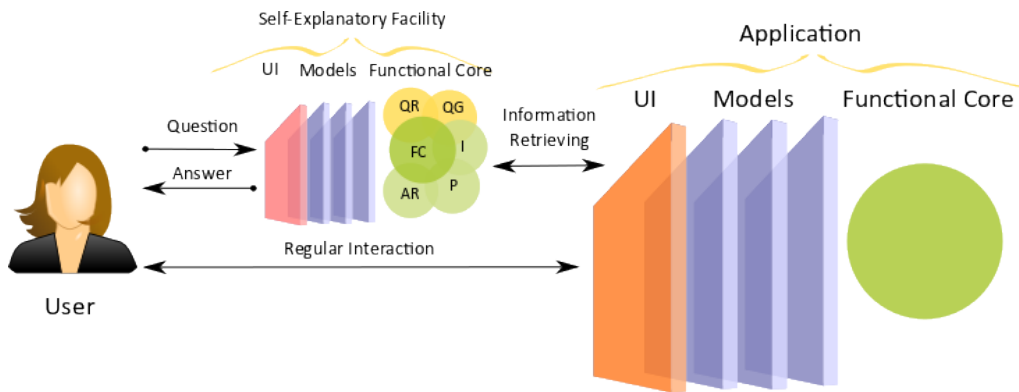 Self-Explanatory Facility
Application
UI Models Functional Core
UI Models Functional Core
QR QG
Question
Information
Retrieving
FC I
Answer
AR P
Regular Interaction
User